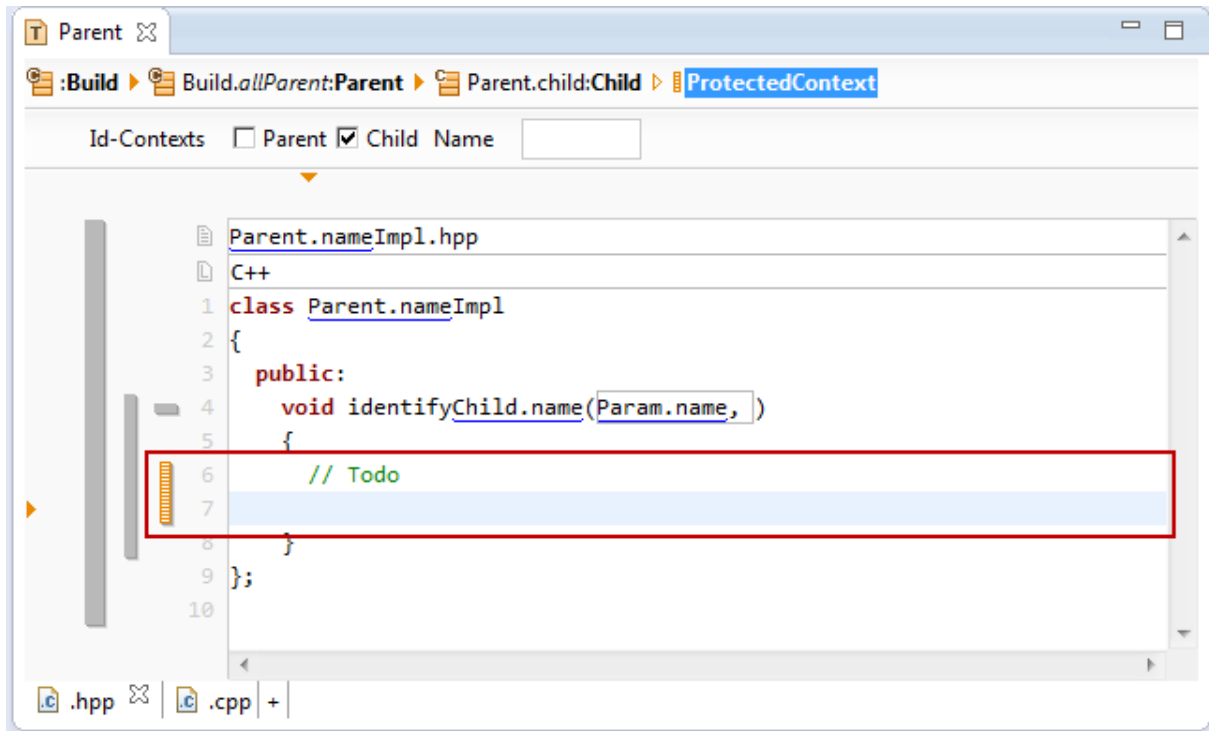 T Parent
:Build Build.allParent:Parent Parent.child:Child ProtectedContext
Id-Contexts Parent Child Name
Parent.nameImpl.hpp
C++
1 class Parent.nameImpl
2 {
3 public:
4 void identifyChild.name(Param.name, )
5 {
6 // Todo
7
8 }
9 };
10
.c .hpp .c .cpp +